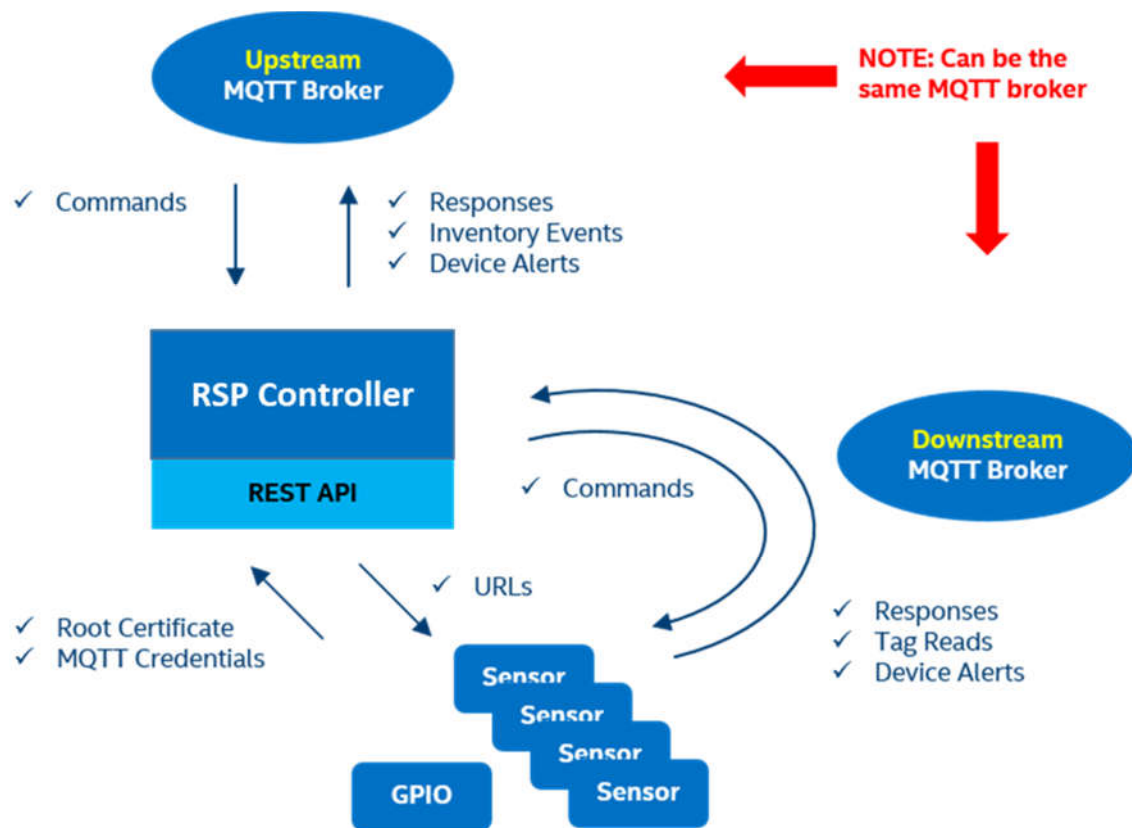 Upstream
MQTT Broker
NOTE: Can be the
same MQTT broker
✓ Commands
✓ Responses
✓ Inventory Events
✓ Device Alerts
RSP Controller
REST API
Downstream
MQTT Broker
✓ Commands
✓ URLs
✓ Root Certificate
✓ MQTT Credentials
✓ Responses
✓ Tag Reads
✓ Device Alerts
Sensor
Sensor
Sensor
Sensor
GPIO